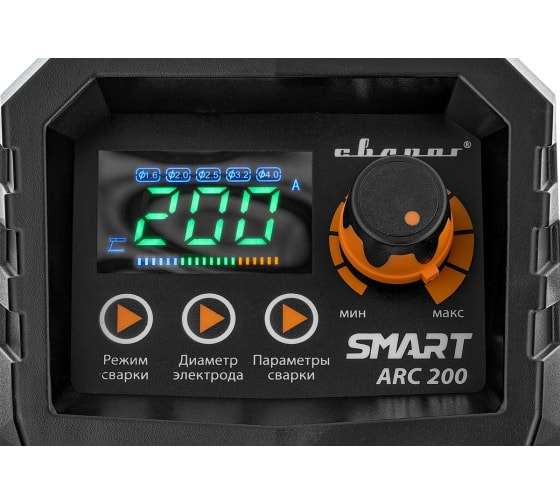 сварог®
Ø1.6 Ø2.0 Ø2.5 Ø3.2 Ø4.0
200 A
мин макс
Режим сварки
Диаметр электрода
Параметры сварки
SMART
ARC 200